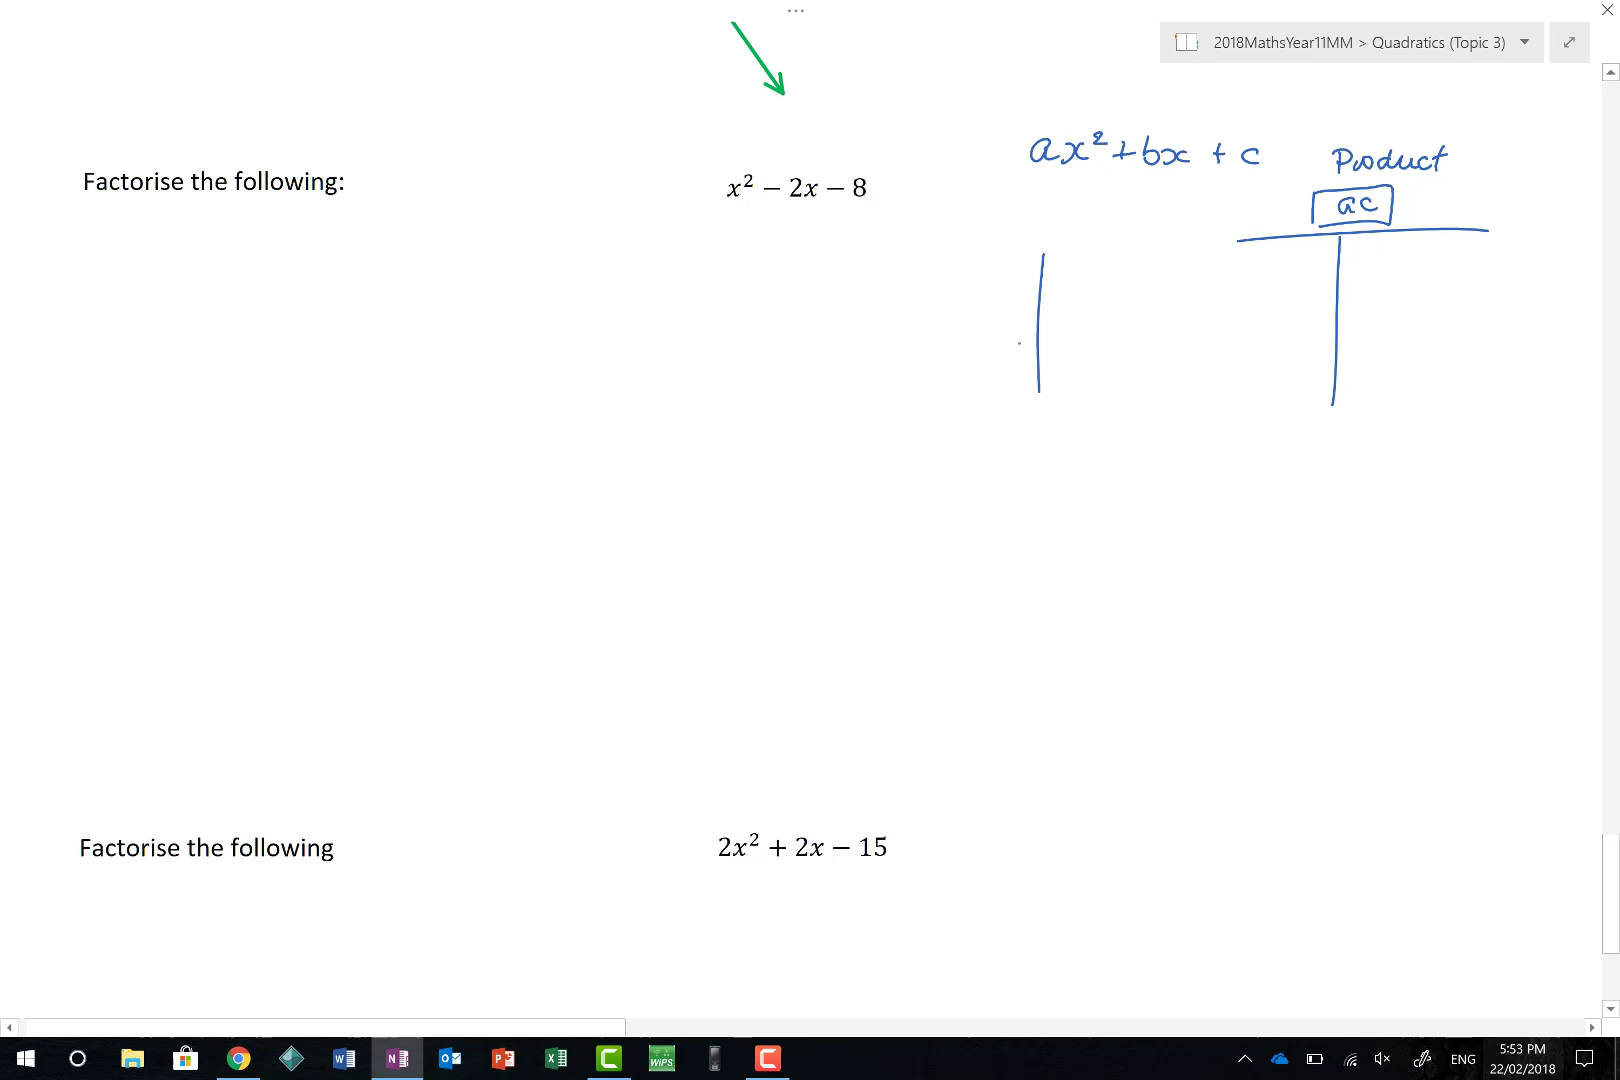 2018MathsYear11MM > Quadratics (Topic 3)
ax² + bx + c
Product
Factorise the following:
x² − 2x − 8
ac
Factorise the following
2x² + 2x − 15
WiPS
ENG
5:53 PM
22/02/2018